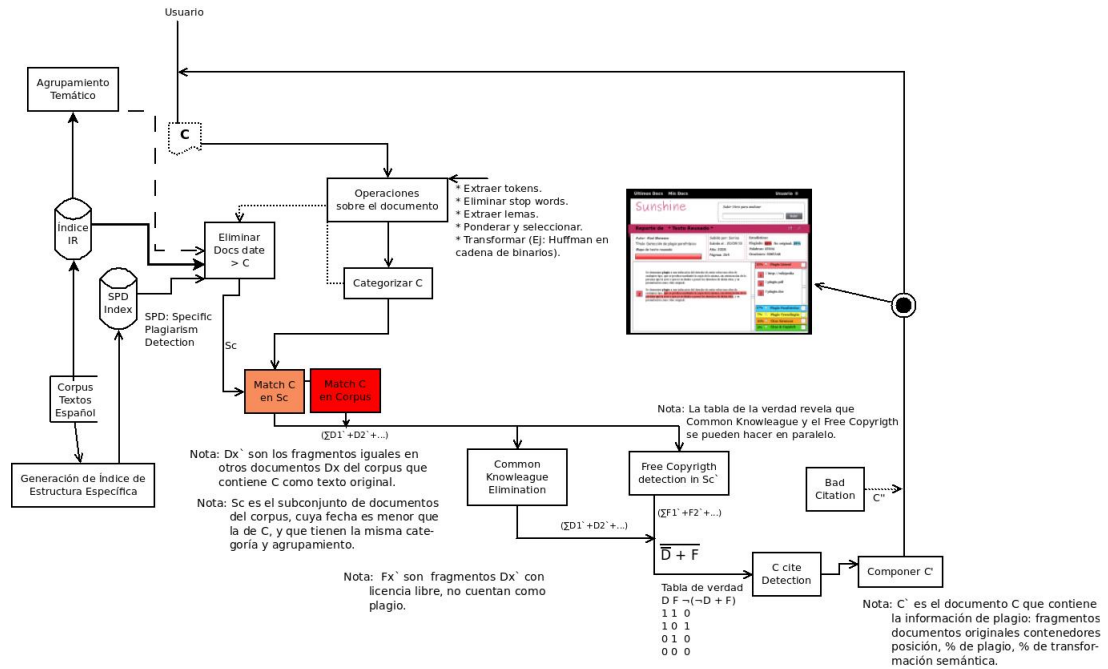 Usuario
Agrupamiento
Temático
C
Operaciones
sobre el documento
* Extraer tokens.
* Eliminar stop words.
* Extraer lemas.
* Ponderar y seleccionar.
* Transformar (Ej: Huffman en
cadena de binarios).
Índice
IR
Eliminar
Docs date
> C
Categorizar C
SPD
Index
SPD: Specific
Plagiarism
Detection
Sc
Corpus
Textos
Español
Generación de Índice de
Estructura Específica
Match C
en Sc
Match C
en Corpus
(∑D1`+D2`+...)
Nota: Dx` son los fragmentos iguales en
otros documentos Dx del corpus que
contiene C como texto original.
Nota: Sc es el subconjunto de documentos
del corpus, cuya fecha es menor que
la de C, y que tienen la misma cate-
goría y agrupamiento.
Nota: Fx` son fragmentos Dx` con
licencia libre, no cuentan como
plagio.
Sunshine
Nota: La tabla de la verdad revela que
Common Knowleague y el Free Copyrigth
se pueden hacer en paralelo.
Common
Knowleague
Elimination
Free Copyrigth
detection in Sc`
(∑D1`+D2`+...)
(∑F1`+F2`+...)
D + F
Tabla de verdad
D F ¬(¬D + F)
1 1 0
1 0 1
0 1 0
0 0 0
C cite
Detection
Bad
Citation
C"
Componer C'
Nota: C` es el documento C que contiene
la información de plagio: fragmentos
documentos originales contenedores
posición, % de plagio, % de transfor-
mación semántica.